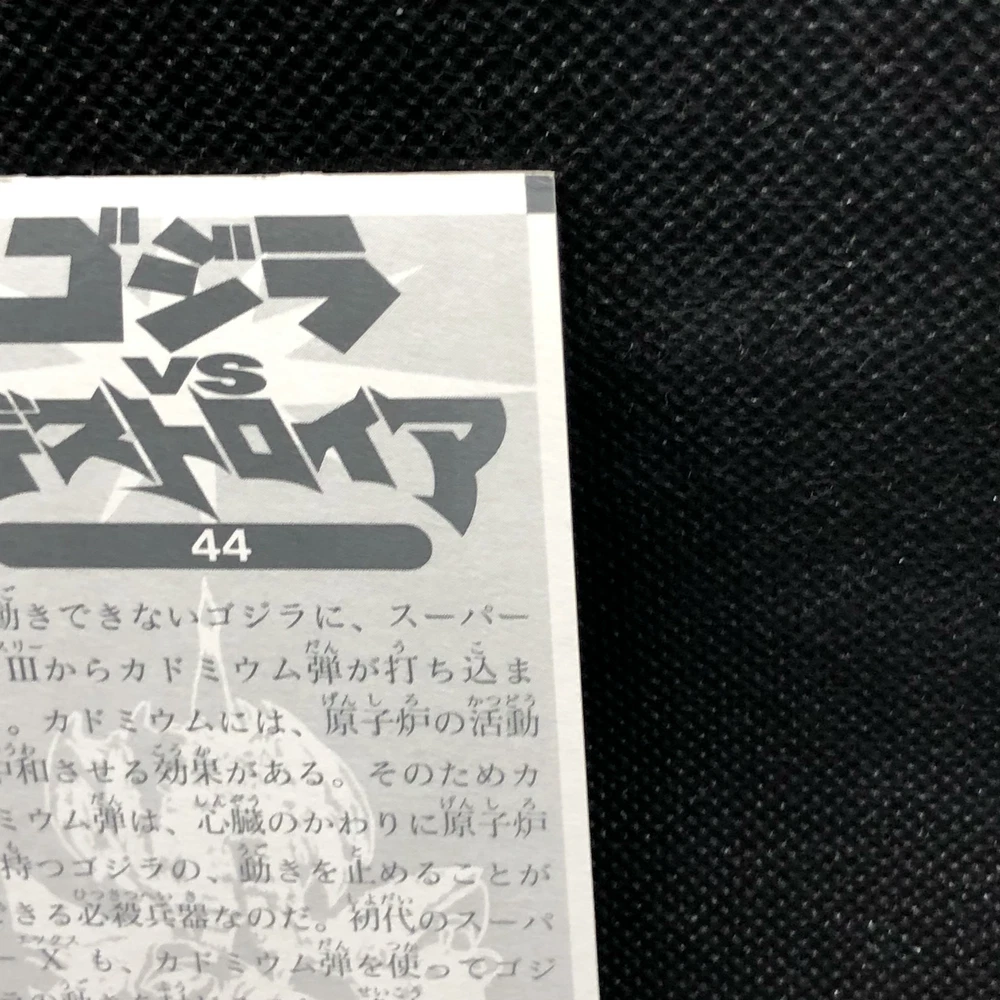 ゴジラ
VS
デストロイア
44
動きできないゴジラに、スーパー
IIIからカドミウム弾が打ち込ま
。カドミウムには、原子炉の活動
中和させる効果がある。そのためカ
ミウム弾は、心臓のかわりに原子炉
持つゴジラの、動きを止めることが
きる必殺兵器なのだ。初代のスーパ
ーXも、カドミウム弾を使ってゴジ